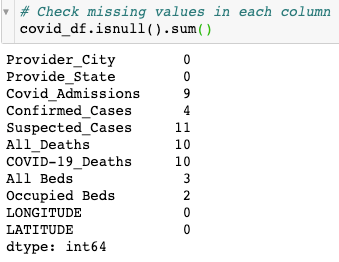 # Check missing values in each column
covid_df.isnull().sum()
Provider_City 0
Provide_State 0
Covid_Admissions 9
Confirmed_Cases 4
Suspected_Cases 11
All_Deaths 10
COVID-19_Deaths 10
All Beds 3
Occupied Beds 2
LONGITUDE 0
LATITUDE 0
dtype: int64